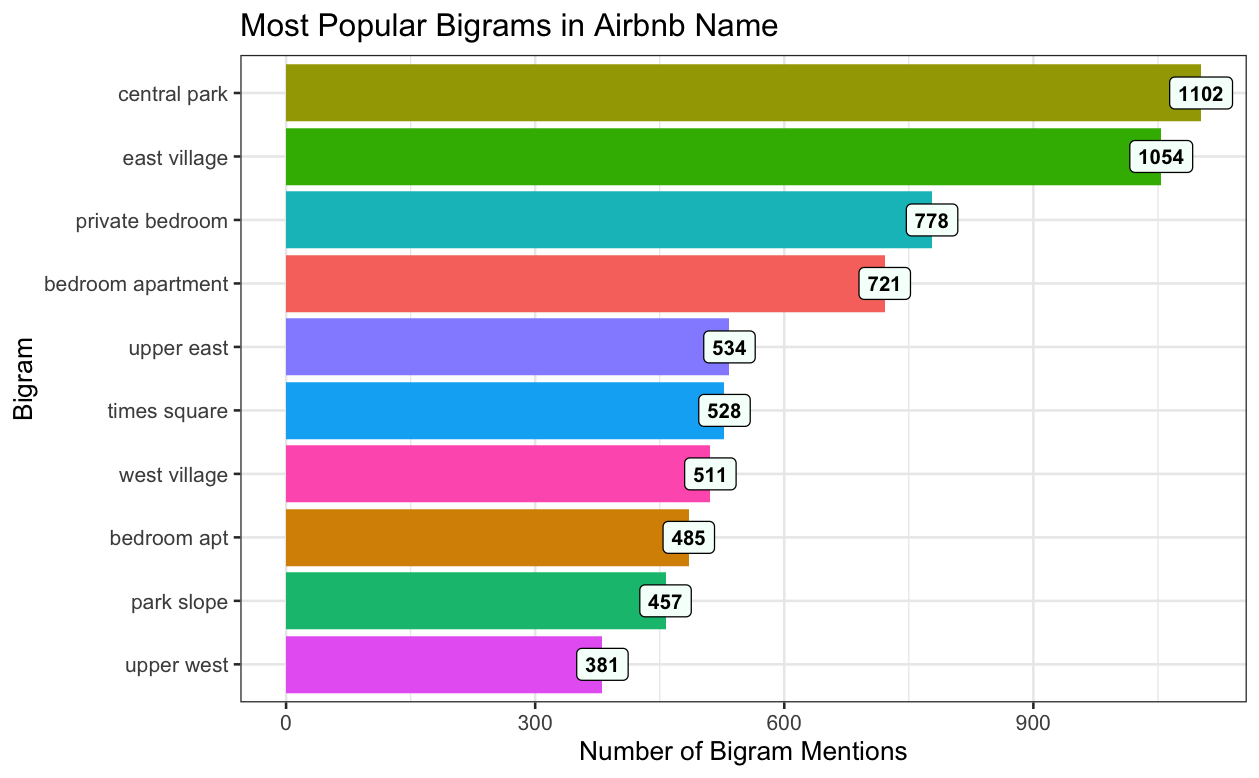 Most Popular Bigrams in Airbnb Name
central park 1102
east village 1054
private bedroom 778
bedroom apartment 721
upper east 534
times square 528
west village 511
bedroom apt 485
park slope 457
upper west 381
Bigram
0 300 600 900
Number of Bigram Mentions